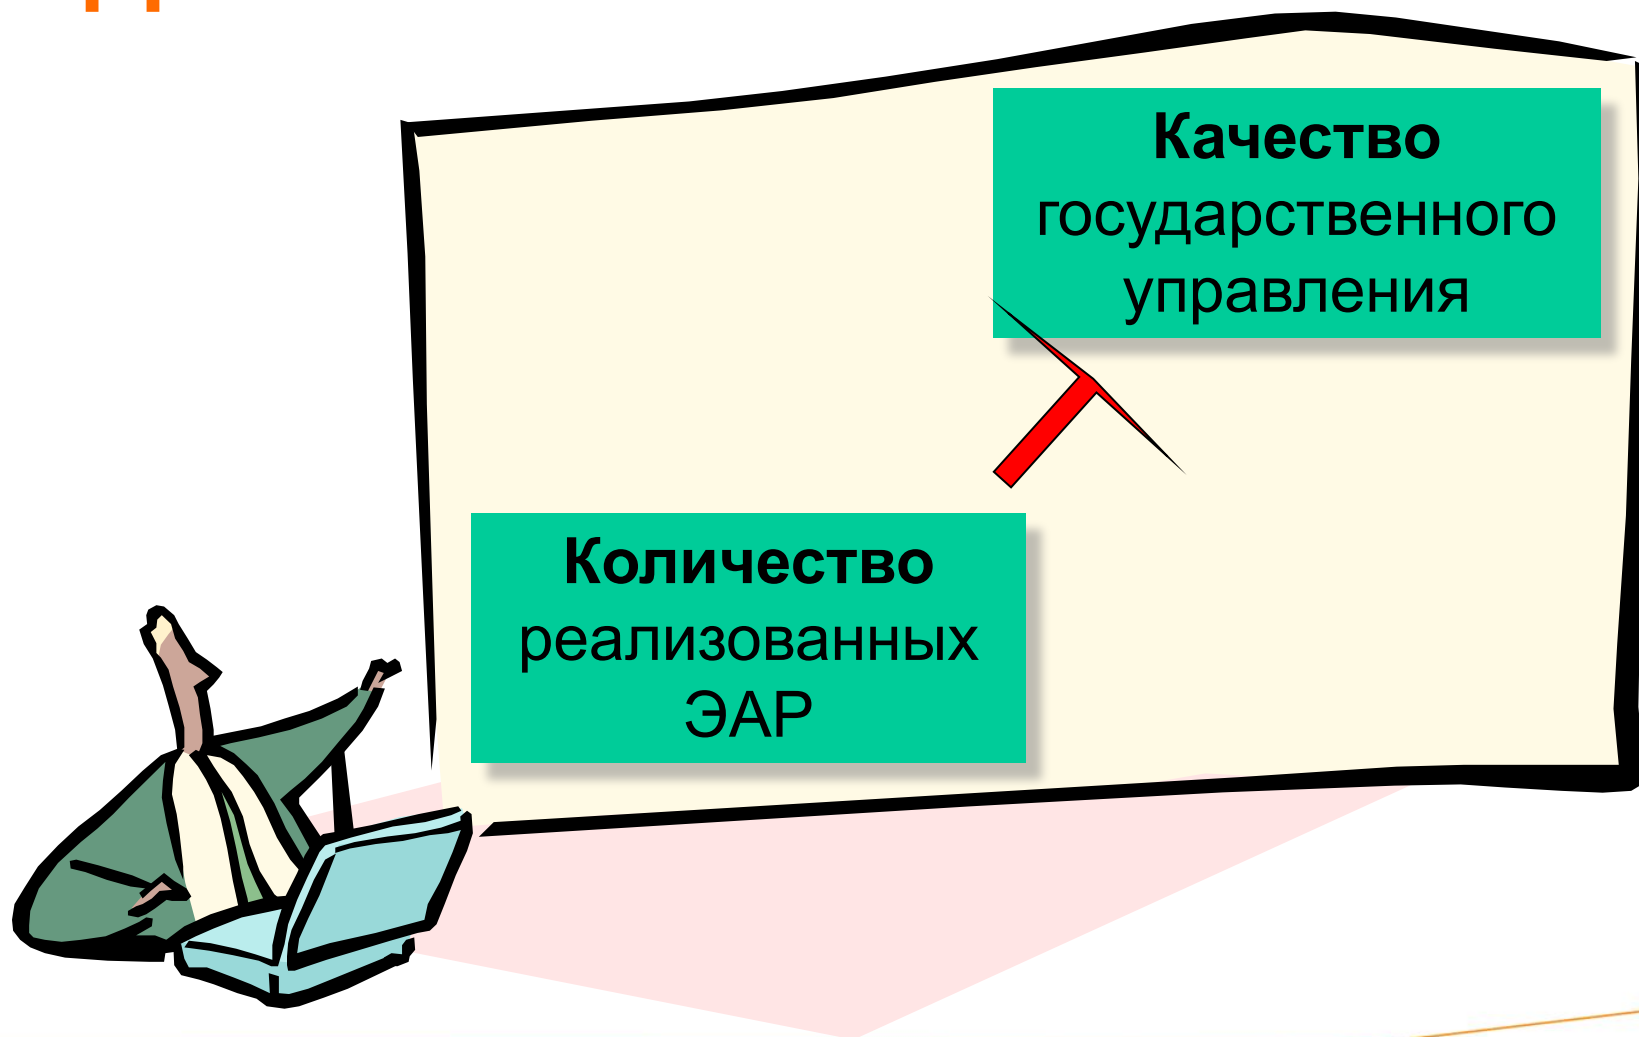 Качество
государственного
управления
Количество
реализованных
ЭАР